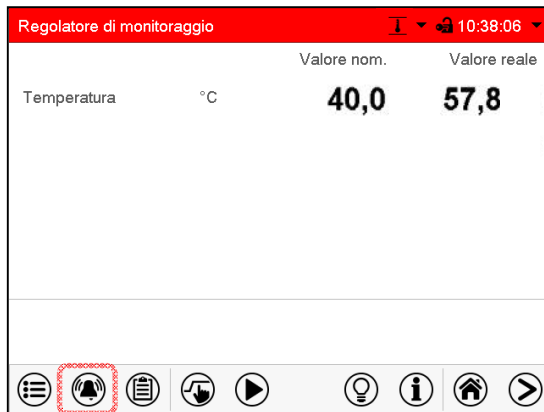 Regolatore di monitoraggio 10:38:06
Valore nom. Valore reale
Temperatura °C 40,0 57,8